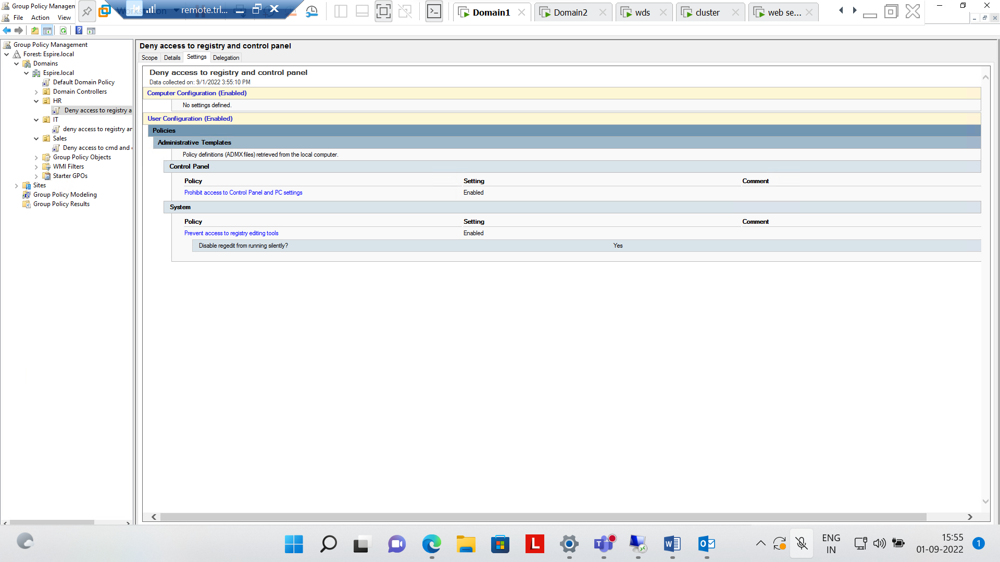 Group Policy Managem
remote.trl...
Domain1
Domain2
wds
cluster
web se...
File
Action
View
Group Policy Management
Forest: Espire.local
Domains
Espire.local
Default Domain Policy
Domain Controllers
HR
Deny access to registry a
IT
deny access to registry an
Sales
Deny access to cmd and
Group Policy Objects
WMI Filters
Starter GPOs
Sites
Group Policy Modeling
Group Policy Results
Deny access to registry and control panel
Scope
Details
Settings
Delegation
Deny access to registry and control panel
Data collected on: 9/1/2022 3:55:10 PM
Computer Configuration (Enabled)
No settings defined.
User Configuration (Enabled)
Policies
Administrative Templates
Policy definitions (ADMX files) retrieved from the local computer.
Control Panel
Policy Setting Comment
Prohibit access to Control Panel and PC settings Enabled
System
Policy Setting Comment
Prevent access to registry editing tools Enabled
Disable regedit from running silently? Yes
ENG
IN
15:55
01-09-2022
1